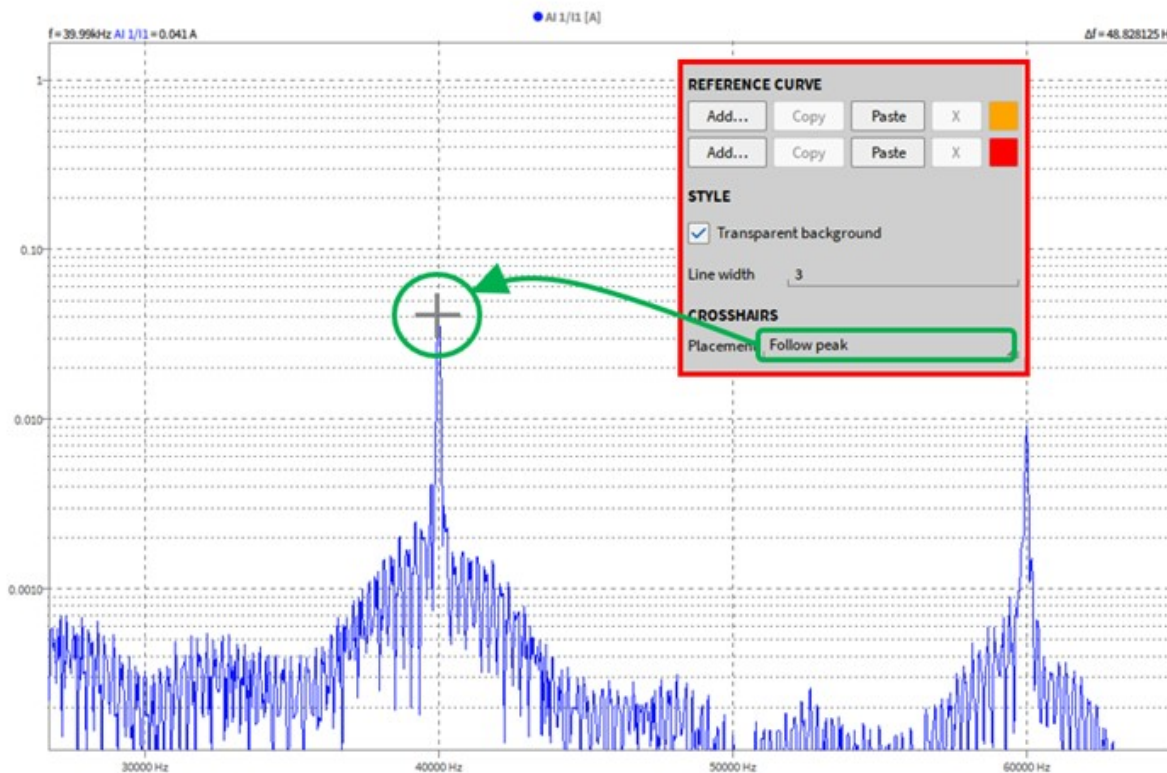 AI 1/I1 [A]
f = 39.99kHz AI 1/I1 = 0.041 A
Δf = 48.828125 H
REFERENCE CURVE
Add... Copy Paste X
Add... Copy Paste X
STYLE
Transparent background
Line width 3
CROSSHAIRS
Placement Follow peak
1
0.10
0.010
0.0010
30000 Hz 40000 Hz 50000 Hz 60000 Hz